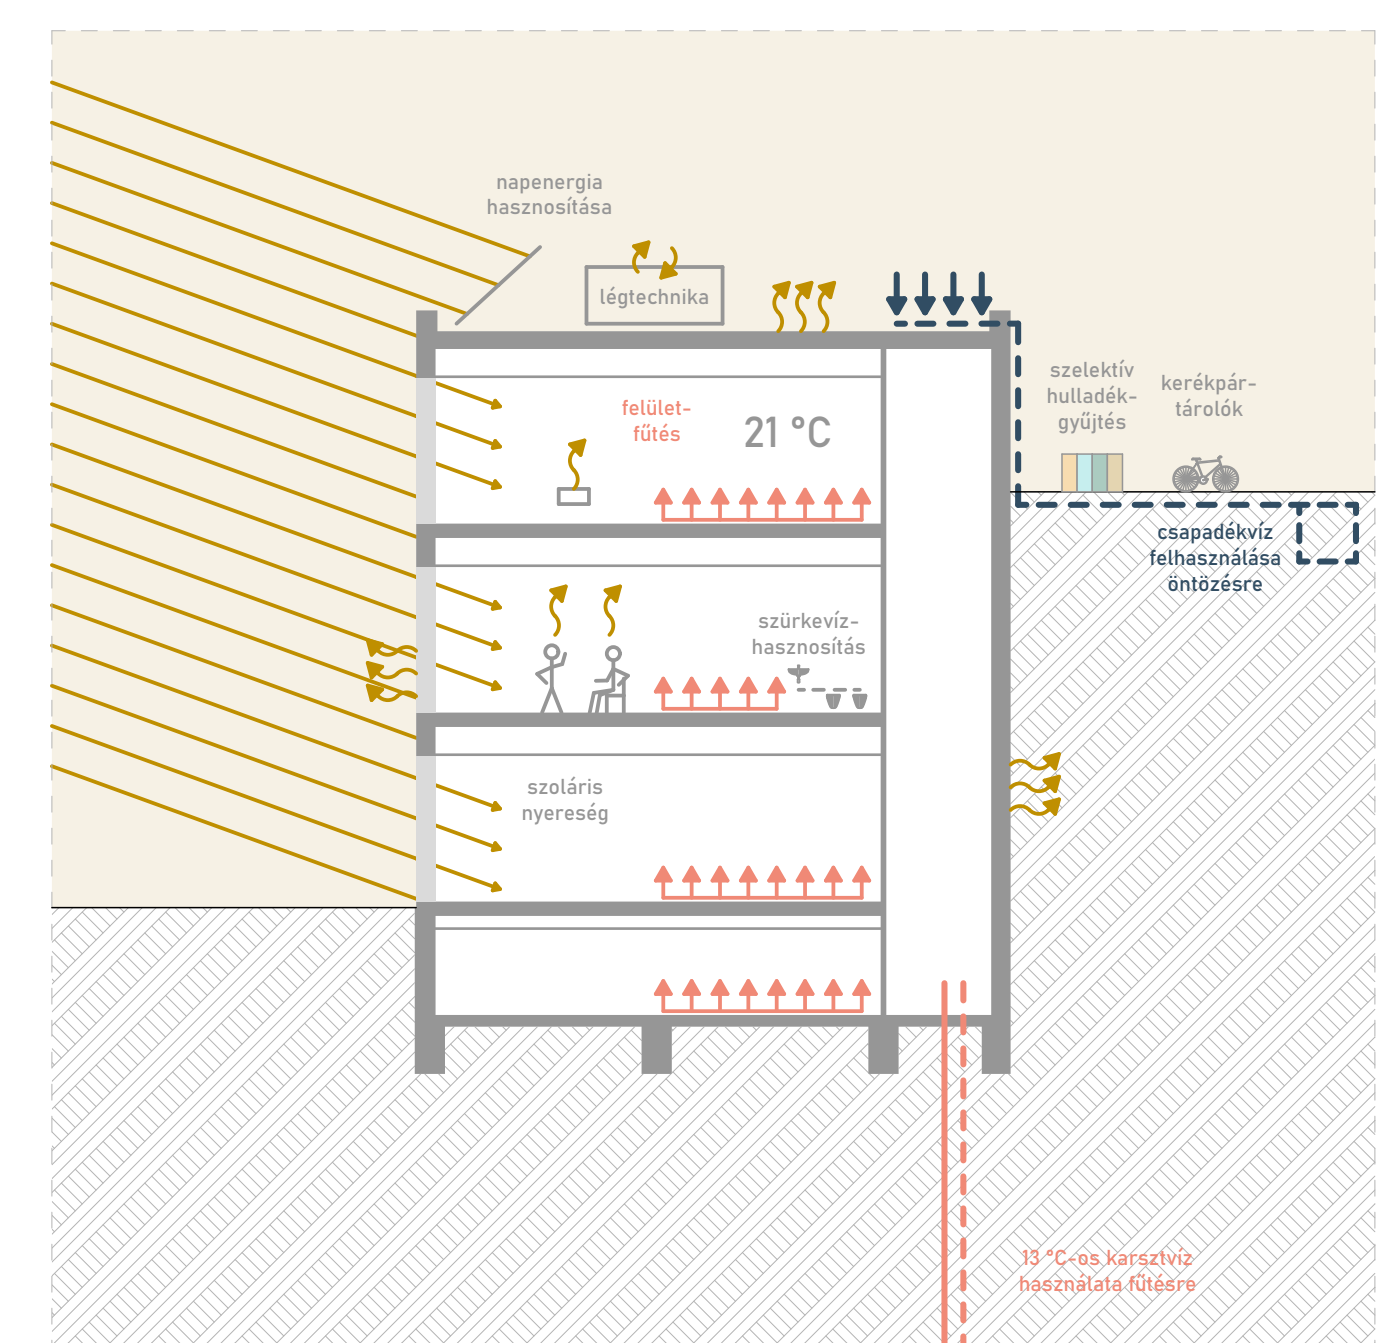 napenergia
hasznosítása
légtechnika
szelektív
hulladék-
gyűjtés
kerékpár-
tárolók
felület-
fűtés
21 °C
csapadékvíz
felhasználása
öntözésre
szürkevíz-
hasznosítás
szoláris
nyereség
13 °C-os karsztvíz
használata fűtésre